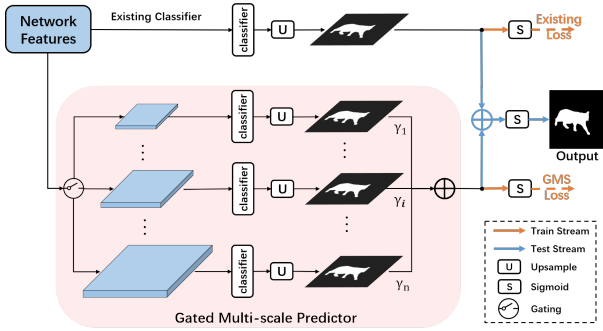 Network
Features
Existing Classifier
classifier
U
S
Existing
Loss
classifier
U
γ1
S
Output
classifier
U
γi
S
GMS
Loss
classifier
U
γn
Gated Multi-scale Predictor
Train Stream
Test Stream
U Upsample
S Sigmoid
Gating